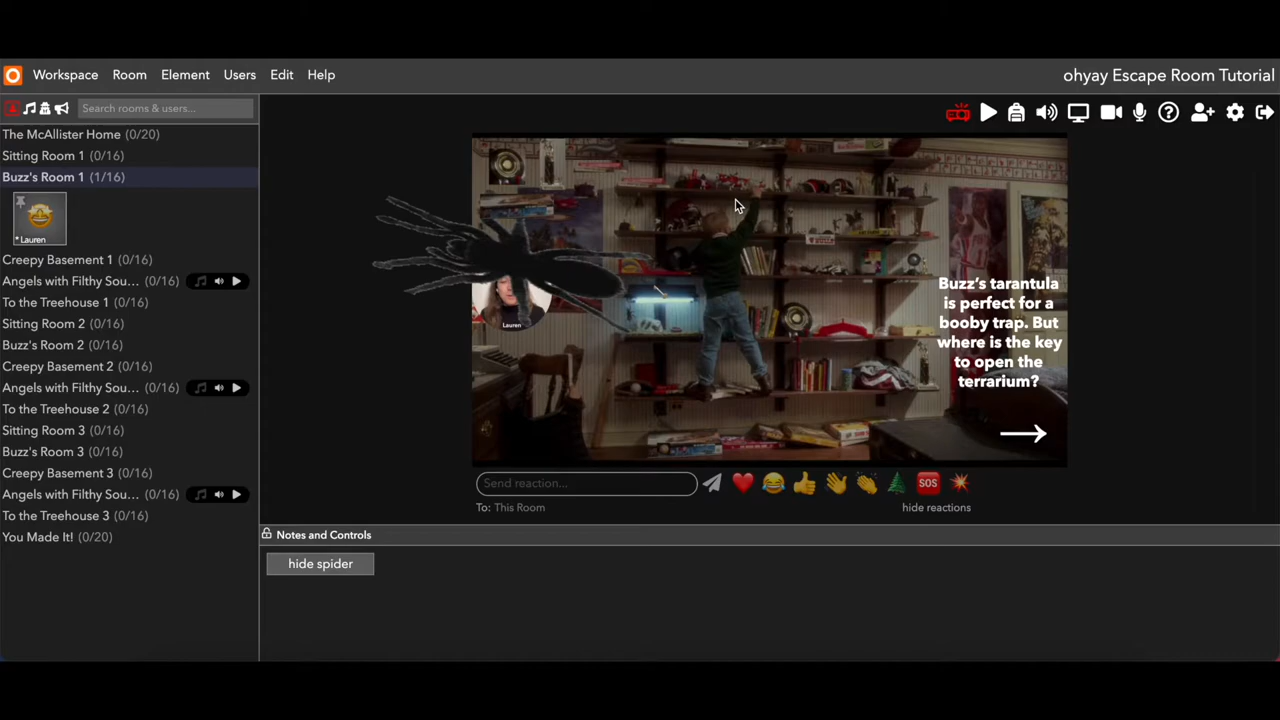 Workspace Room Element Users Edit Help
ohyay Escape Room Tutorial
Search rooms & users...
The McAllister Home (0/20)
Sitting Room 1 (0/16)
Buzz's Room 1 (1/16)
* Lauren
Creepy Basement 1 (0/16)
Angels with Filthy Sou... (0/16)
To the Treehouse 1 (0/16)
Sitting Room 2 (0/16)
Buzz's Room 2 (0/16)
Creepy Basement 2 (0/16)
Angels with Filthy Sou... (0/16)
To the Treehouse 2 (0/16)
Sitting Room 3 (0/16)
Buzz's Room 3 (0/16)
Creepy Basement 3 (0/16)
Angels with Filthy Sou... (0/16)
To the Treehouse 3 (0/16)
You Made It! (0/20)
Lauren
Buzz’s tarantula
is perfect for a
booby trap. But
where is the key
to open the
terrarium?
Send reaction...
SOS
To: This Room
hide reactions
Notes and Controls
hide spider